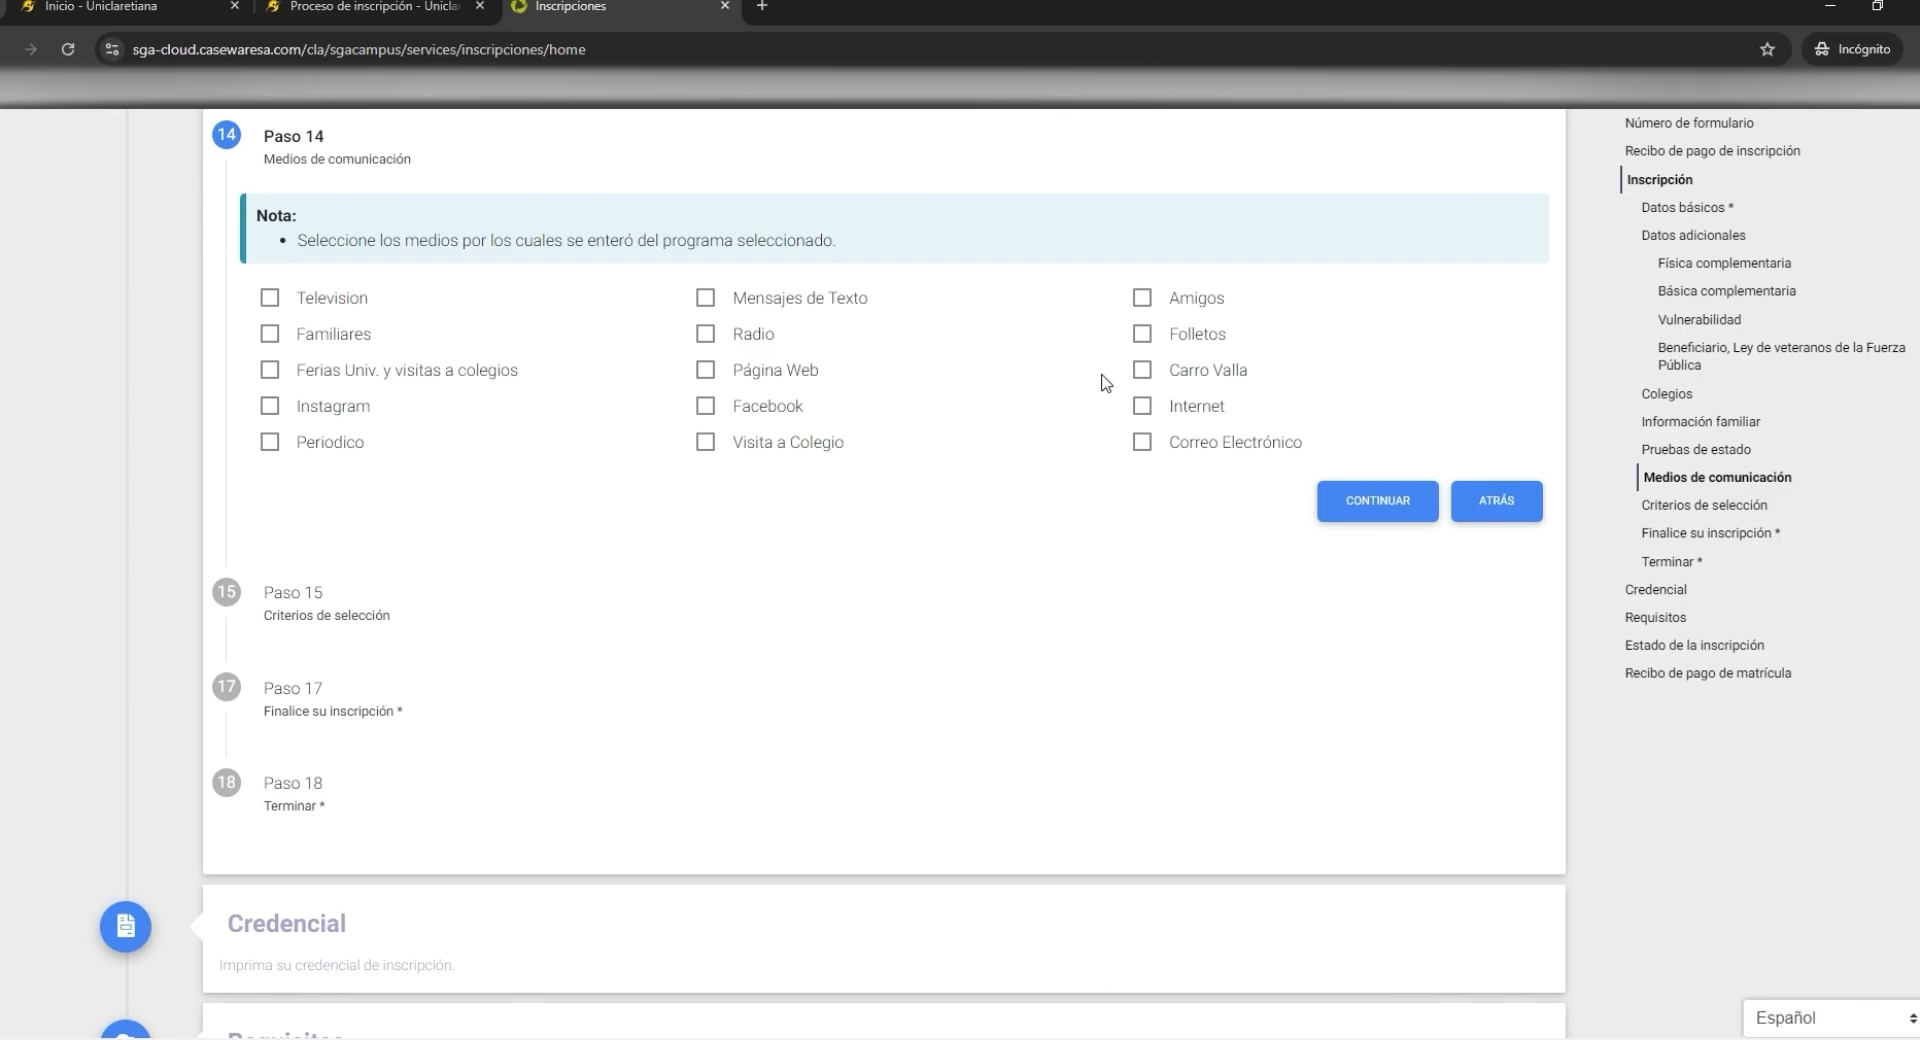 Inicio - Uniclaretiana
Proceso de inscripción - Unicla
Inscripciones
sga-cloud.casewaresa.com/cla/sgacampus/services/inscripciones/home
Incógnito
14
Paso 14
Medios de comunicación
Nota:
• Seleccione los medios por los cuales se enteró del programa seleccionado.
Television
Mensajes de Texto
Amigos
Familiares
Radio
Folletos
Ferias Univ. y visitas a colegios
Página Web
Carro Valla
Instagram
Facebook
Internet
Periodico
Visita a Colegio
Correo Electrónico
CONTINUAR
ATRÁS
15
Paso 15
Criterios de selección
17
Paso 17
Finalice su inscripción *
18
Paso 18
Terminar *
Credencial
Imprima su credencial de inscripción.
Requisitos
Número de formulario
Recibo de pago de inscripción
Inscripción
Datos básicos *
Datos adicionales
Física complementaria
Básica complementaria
Vulnerabilidad
Beneficiario, Ley de veteranos de la Fuerza
Pública
Colegios
Información familiar
Pruebas de estado
Medios de comunicación
Criterios de selección
Finalice su inscripción *
Terminar *
Credencial
Requisitos
Estado de la inscripción
Recibo de pago de matrícula
Español